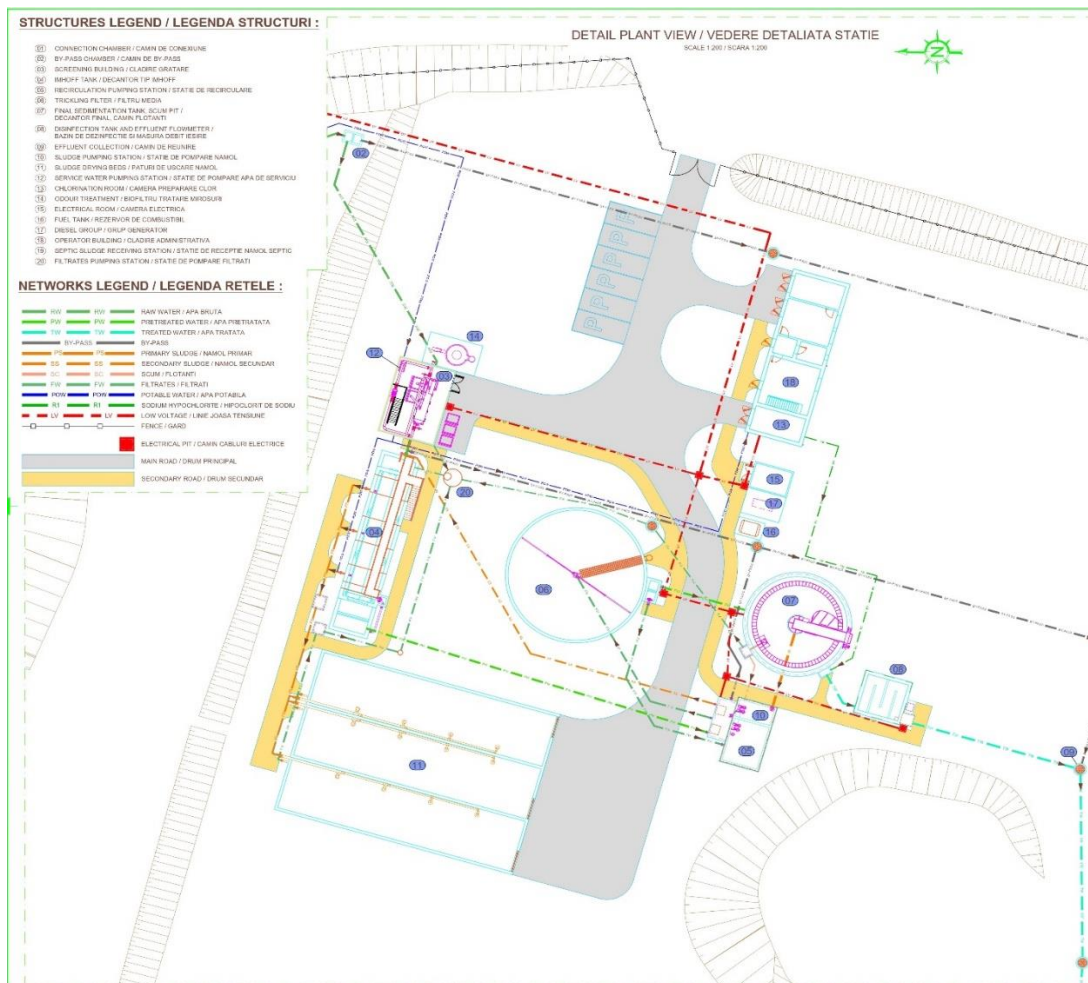 STRUCTURES LEGEND / LEGENDA STRUCTURI :
01 CONNECTION CHAMBER / CAMIN DE CONEXIUNE
02 BY-PASS CHAMBER / CAMIN DE BY-PASS
03 SCREENING BUILDING / CLADIRE GRATARE
04 IMHOFF TANK / DECANTOR TIP IMHOFF
05 RECIRCULATION PUMPING STATION / STATIE DE RECIRCULARE
06 TRICKLING FILTER / FILTRU MEDIA
07 FINAL SEDIMENTATION TANK, SCUM PIT /
DECANTOR FINAL, CAMIN FLOTANTI
08 DISINFECTION TANK AND EFFLUENT FLOWMETER /
BAZIN DE DEZINFECTIE SI MASURA DEBIT IESIRE
09 EFFLUENT COLLECTION / CAMIN DE REUNIRE
10 SLUDGE PUMPING STATION / STATIE DE POMPARE NAMOL
11 SLUDGE DRYING BEDS / PATURI DE USCARE NAMOL
12 SERVICE WATER PUMPING STATION / STATIE DE POMPARE APA DE SERVICIU
13 CHLORINATION ROOM / CAMERA PREPARARE CLOR
14 ODOUR TREATMENT / BIOFILTRU TRATARE MIROSURI
15 ELECTRICAL ROOM / CAMERA ELECTRICA
16 FUEL TANK / REZERVOR DE COMBUSTIBIL
17 DIESEL GROUP / GRUP GENERATOR
18 OPERATOR BUILDING / CLADIRE ADMINISTRATIVA
19 SEPTIC SLUDGE RECEIVING STATION / STATIE DE RECEPTIE NAMOL SEPTIC
20 FILTRATES PUMPING STATION / STATIE DE POMPARE FILTRATI
NETWORKS LEGEND / LEGENDA RETELE :
RW RW RAW WATER / APA BRUTA
PW PW PRETREATED WATER / APA PRETRATATA
TW TW TREATED WATER / APA TRATATA
BY-PASS BY-PASS
PS PS PRIMARY SLUDGE / NAMOL PRIMAR
SS SS SECONDARY SLUDGE / NAMOL SECUNDAR
SC SC SCUM / FLOTANTI
FW FW FILTRATES / FILTRATI
POW POW POTABLE WATER / APA POTABILA
R1 R1 SODIUM HYPOCHLORITE / HIPOCLORIT DE SODIU
LV LV LOW VOLTAGE / LINIE JOASA TENSIUNE
FENCE / GARD
ELECTRICAL PIT / CAMIN CABLURI ELECTRICE
MAIN ROAD / DRUM PRINCIPAL
SECONDARY ROAD / DRUM SECUNDAR
DETAIL PLANT VIEW / VEDERE DETALIATA STATIE
SCALE 1:200 / SCARA 1:200
N
02
P P P P P P
14
12
03
18
13
20
15
17
16
04
06
07
08
10
05
11
09